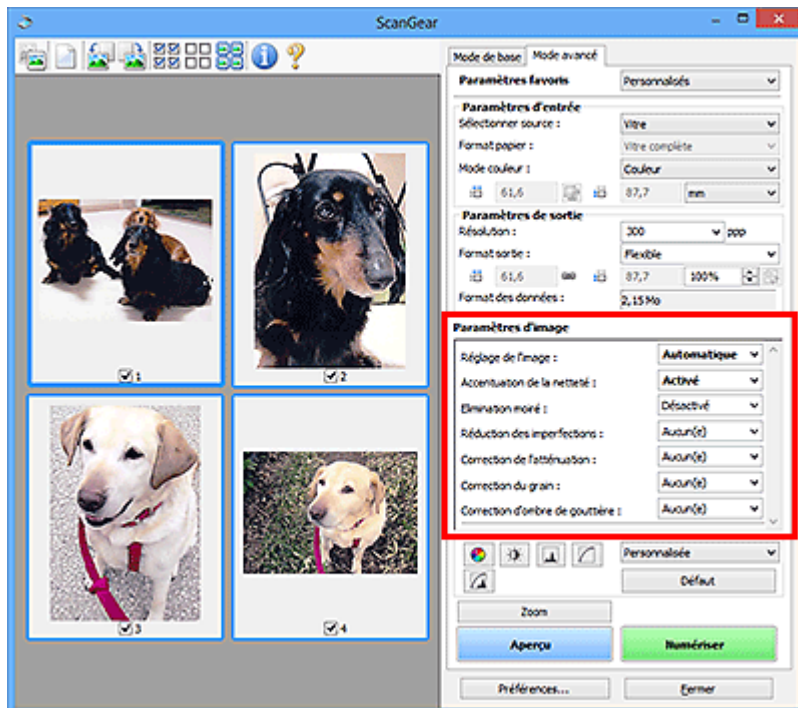 ScanGear
Mode de base Mode avancé
Paramètres favoris Personnalisés
Paramètres d'entrée
Sélectionner source : Vitre
Format papier : Vitre complète
Mode couleur : Couleur
61,6 87,7 mm
Paramètres de sortie
Résolution : 300 ppp
Format sortie : Flexible
61,6 87,7 100%
Format des données : 2,15 Mo
Paramètres d'image
Réglage de l'image : Automatique
Accentuation de la netteté : Activé
Elimination moiré : Désactivé
Réduction des imperfections : Aucun(e)
Correction de l'atténuation : Aucun(e)
Correction du grain : Aucun(e)
Correction d'ombre de gouttière : Aucun(e)
Personnalisée
Défaut
Zoom
Aperçu Numériser
Préférences... Fermer
1
2
3
4